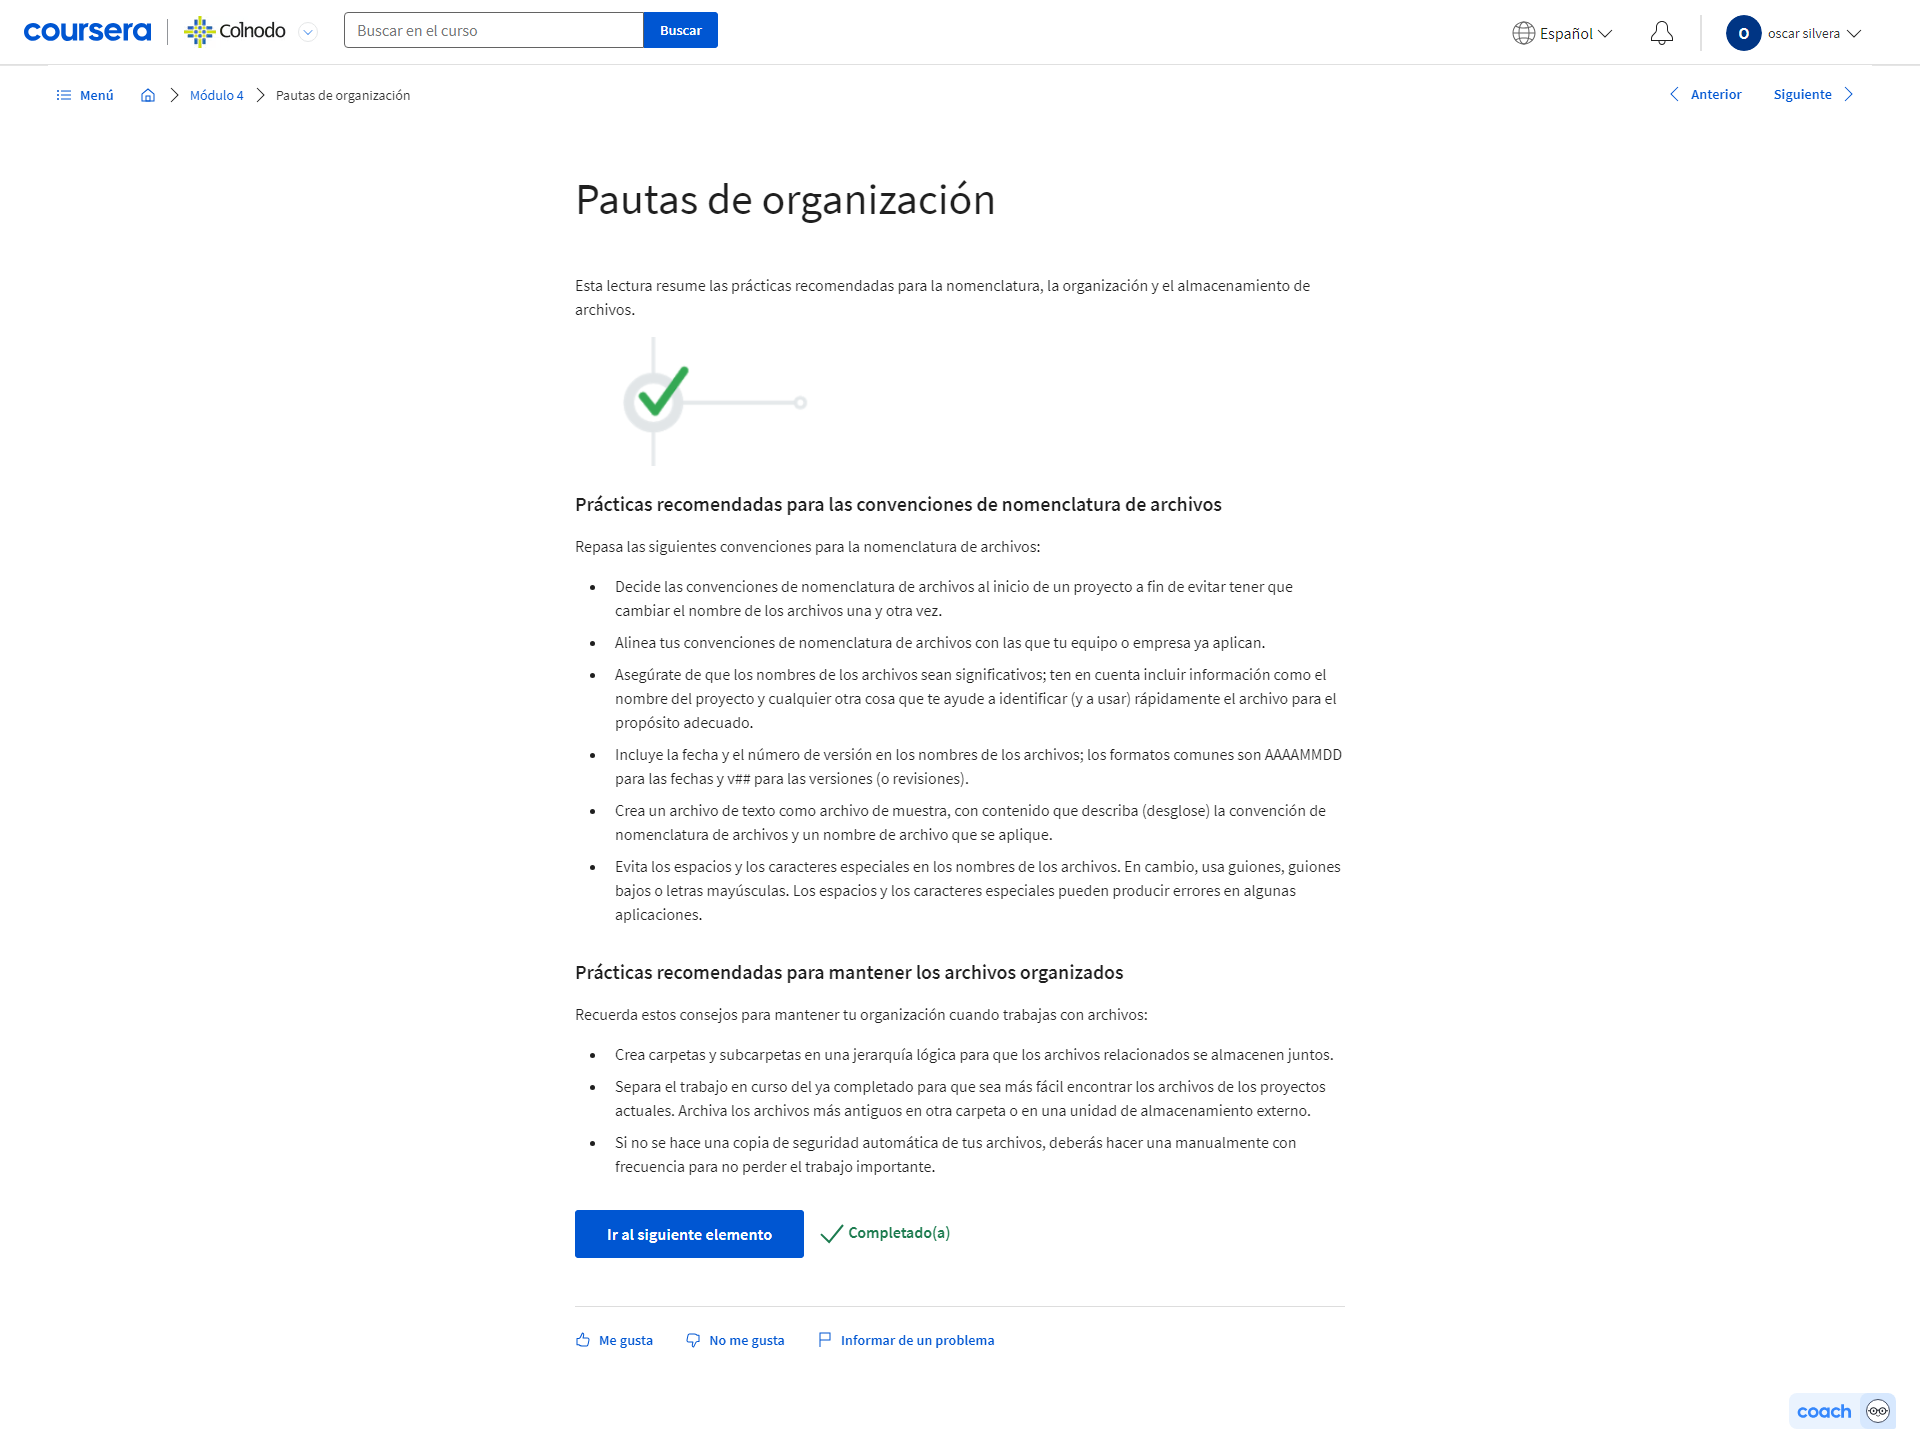 coursera
Colnodo
Buscar en el curso
Buscar
Español
O
oscar silvera
Menú
Módulo 4
Pautas de organización
Anterior
Siguiente
Pautas de organización
Esta lectura resume las prácticas recomendadas para la nomenclatura, la organización y el almacenamiento de
archivos.
Prácticas recomendadas para las convenciones de nomenclatura de archivos
Repasa las siguientes convenciones para la nomenclatura de archivos:
• Decide las convenciones de nomenclatura de archivos al inicio de un proyecto a fin de evitar tener que
cambiar el nombre de los archivos una y otra vez.
• Alinea tus convenciones de nomenclatura de archivos con las que tu equipo o empresa ya aplican.
• Asegúrate de que los nombres de los archivos sean significativos; ten en cuenta incluir información como el
nombre del proyecto y cualquier otra cosa que te ayude a identificar (y a usar) rápidamente el archivo para el
propósito adecuado.
• Incluye la fecha y el número de versión en los nombres de los archivos; los formatos comunes son AAAAMMDD
para las fechas y v## para las versiones (o revisiones).
• Crea un archivo de texto como archivo de muestra, con contenido que describa (desglose) la convención de
nomenclatura de archivos y un nombre de archivo que se aplique.
• Evita los espacios y los caracteres especiales en los nombres de los archivos. En cambio, usa guiones, guiones
bajos o letras mayúsculas. Los espacios y los caracteres especiales pueden producir errores en algunas
aplicaciones.
Prácticas recomendadas para mantener los archivos organizados
Recuerda estos consejos para mantener tu organización cuando trabajas con archivos:
• Crea carpetas y subcarpetas en una jerarquía lógica para que los archivos relacionados se almacenen juntos.
• Separa el trabajo en curso del ya completado para que sea más fácil encontrar los archivos de los proyectos
actuales. Archiva los archivos más antiguos en otra carpeta o en una unidad de almacenamiento externo.
• Si no se hace una copia de seguridad automática de tus archivos, deberás hacer una manualmente con
frecuencia para no perder el trabajo importante.
Ir al siguiente elemento
Completado(a)
Me gusta
No me gusta
Informar de un problema
coach